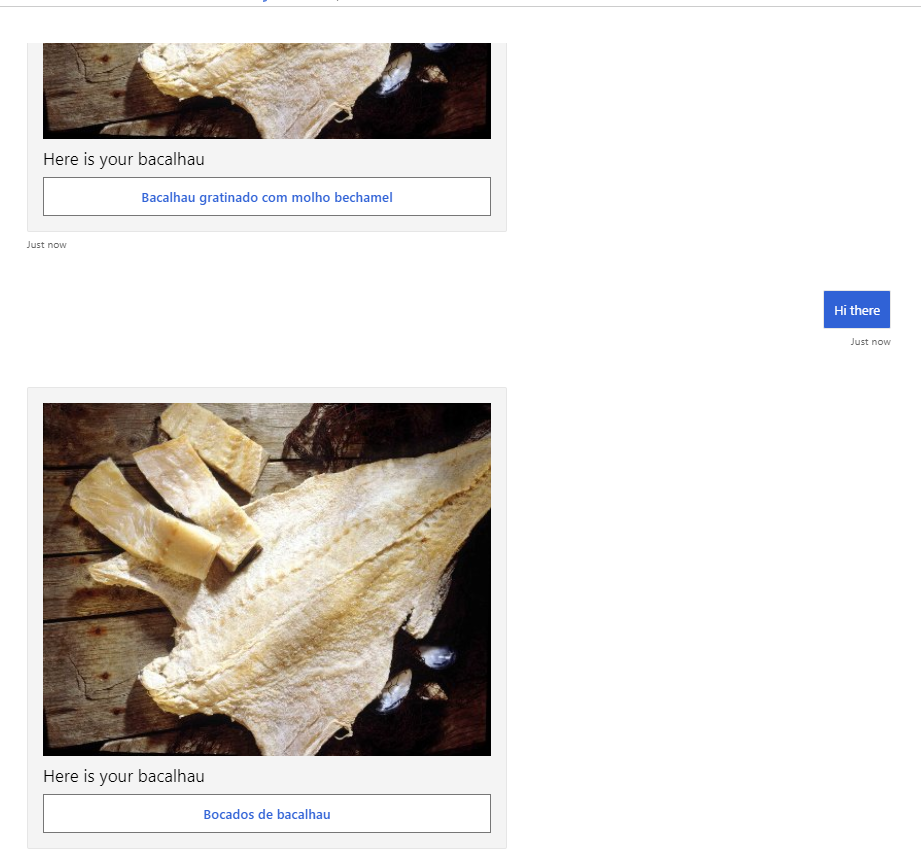 Here is your bacalhau
Bacalhau gratinado com molho bechamel
Just now
Hi there
Just now
Here is your bacalhau
Bocados de bacalhau